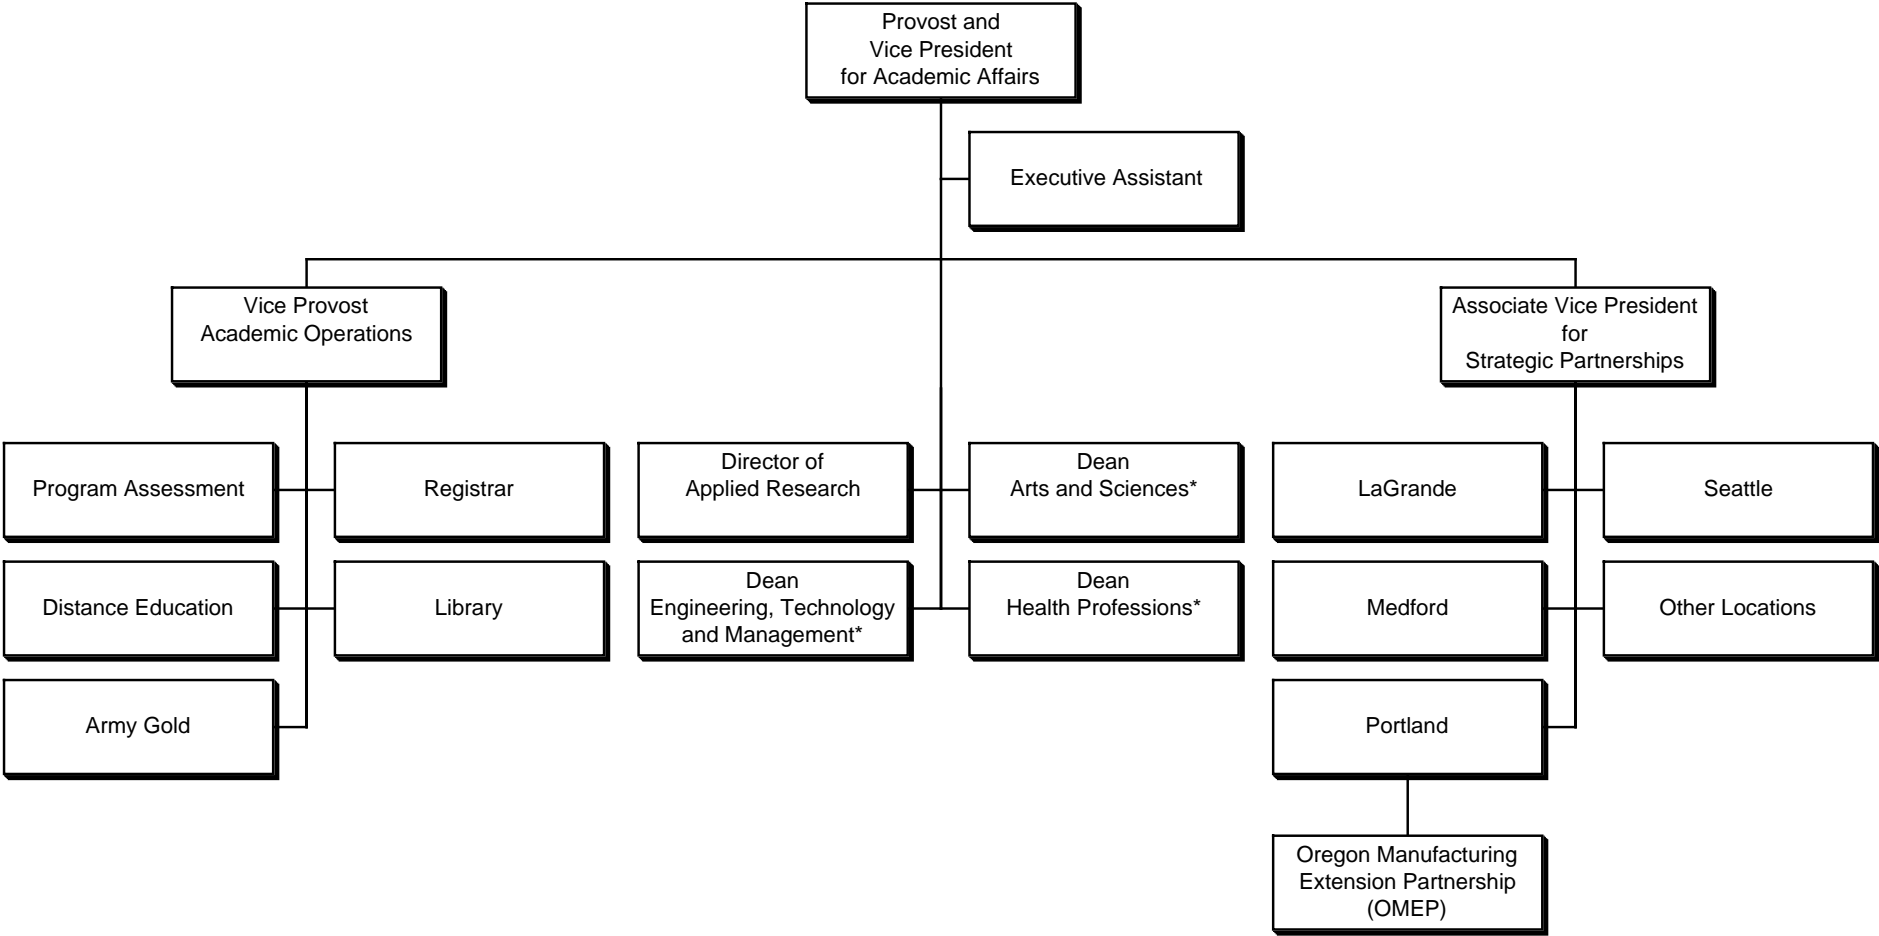 Provost and
Vice President
for Academic Affairs
Executive Assistant
Vice Provost
Academic Operations
Associate Vice President
for
Strategic Partnerships
Program Assessment
Registrar
Director of
Applied Research
Dean
Arts and Sciences*
LaGrande
Seattle
Distance Education
Library
Dean
Engineering, Technology
and Management*
Dean
Health Professions*
Medford
Other Locations
Army Gold
Portland
Oregon Manufacturing
Extension Partnership
(OMEP)